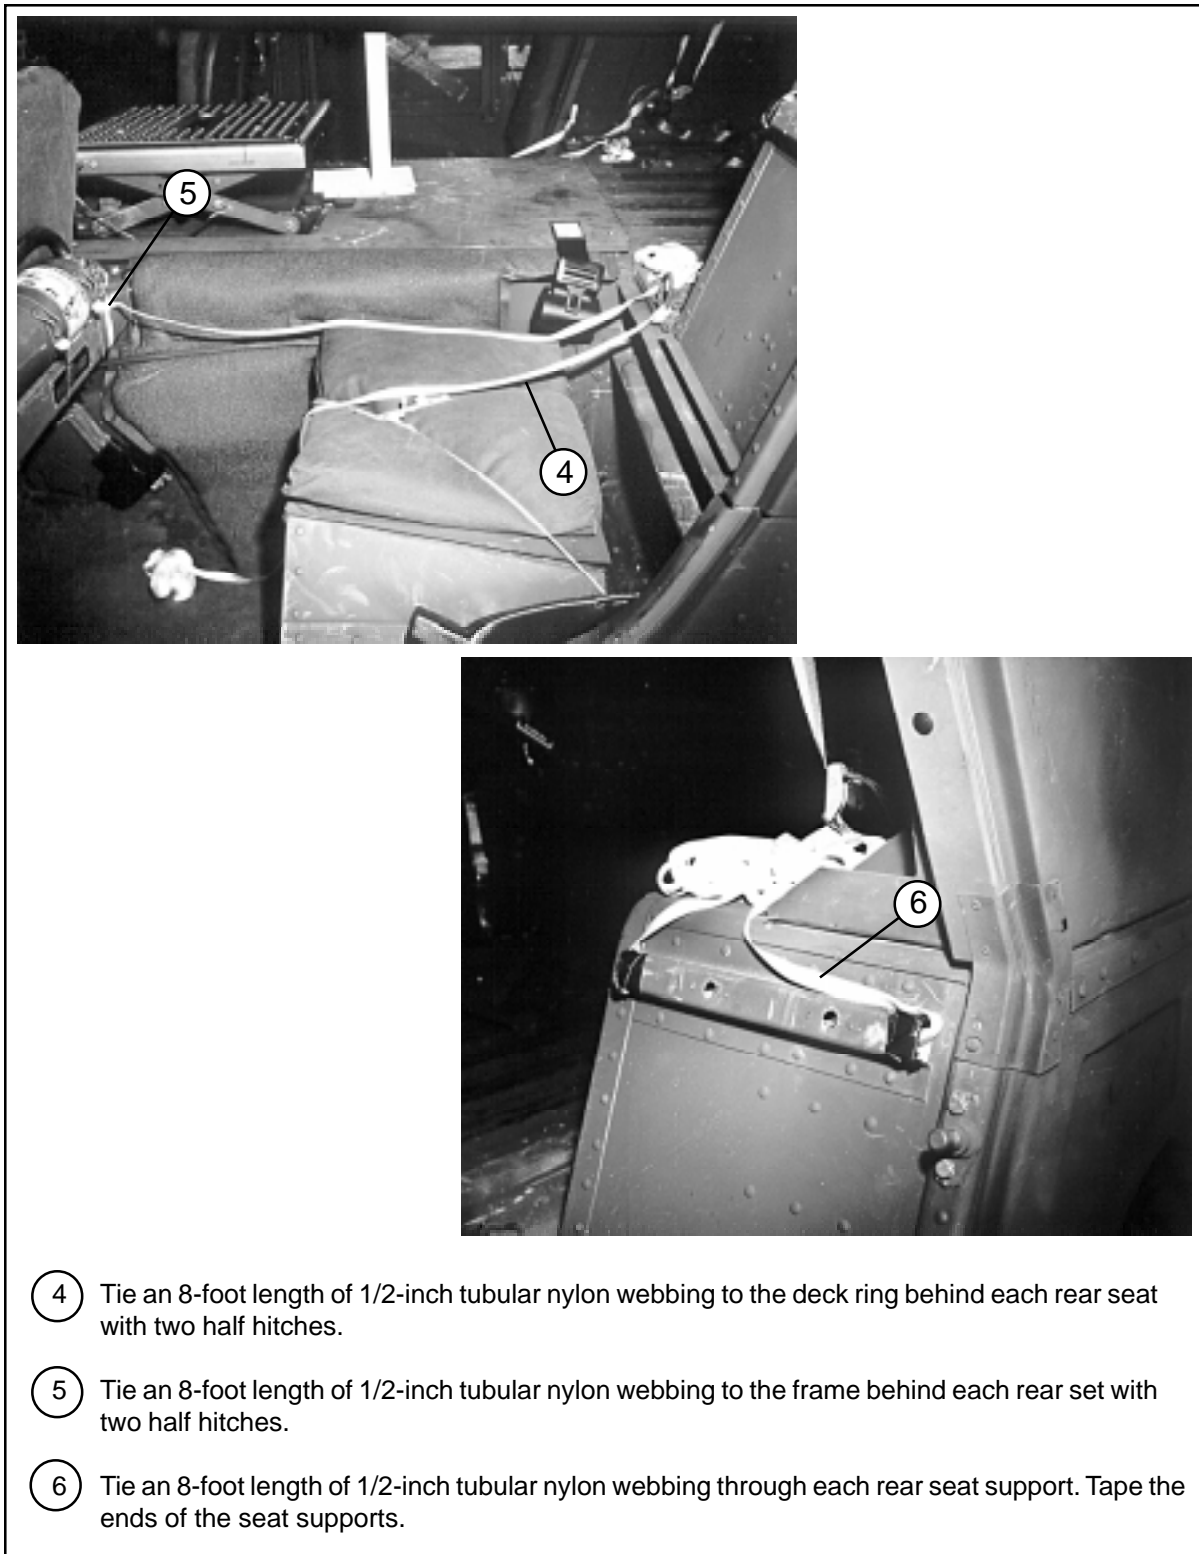 5
4
6
4 Tie an 8-foot length of 1/2-inch tubular nylon webbing to the deck ring behind each rear seat
with two half hitches.
5 Tie an 8-foot length of 1/2-inch tubular nylon webbing to the frame behind each rear set with
two half hitches.
6 Tie an 8-foot length of 1/2-inch tubular nylon webbing through each rear seat support. Tape the
ends of the seat supports.